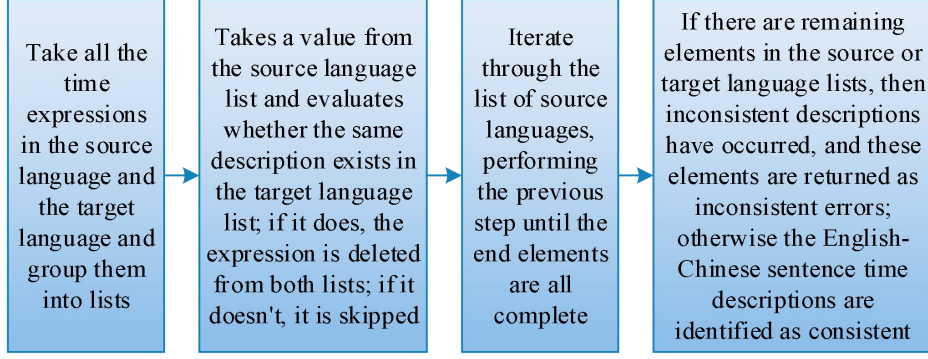 Take all the
time
expressions
in the source
language and
the target
language and
group them
into lists
Takes a value from
the source language
list and evaluates
whether the same
description exists in
the target language
list; if it does, the
expression is deleted
from both lists; if it
doesn't, it is skipped
Iterate
through the
list of source
languages,
performing
the previous
step until the
end elements
are all
complete
If there are remaining
elements in the source or
target language lists, then
inconsistent descriptions
have occurred, and these
elements are returned as
inconsistent errors;
otherwise the English-
Chinese sentence time
descriptions are
identified as consistent